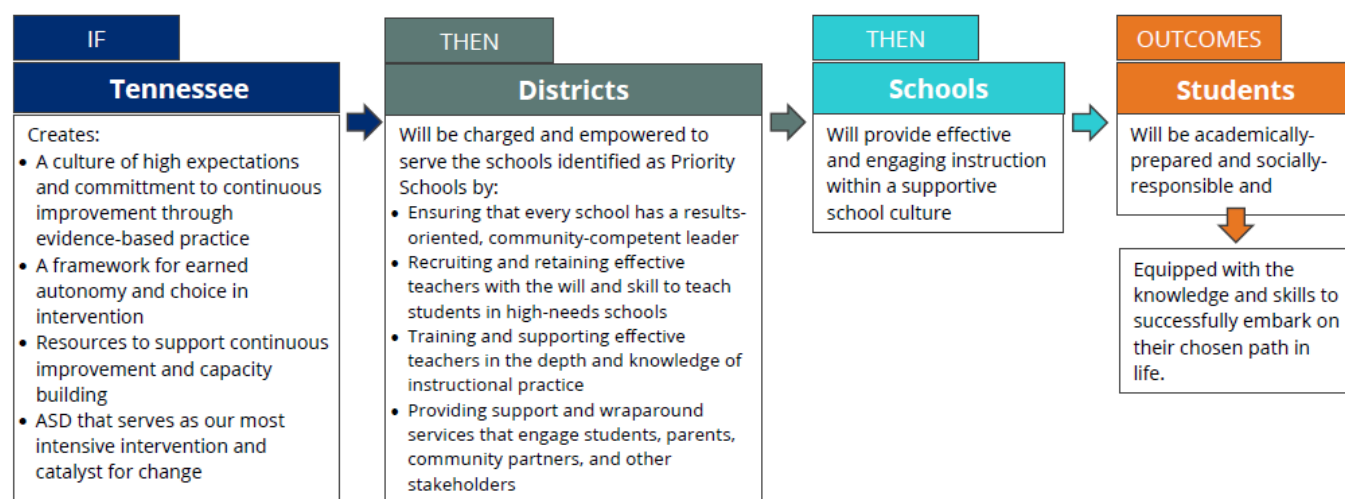 IF
Tennessee
Creates:
• A culture of high expectations
and committment to continuous
improvement through
evidence-based practice
• A framework for earned
autonomy and choice in
intervention
• Resources to support continuous
improvement and capacity
building
• ASD that serves as our most
intensive intervention and
catalyst for change
THEN
Districts
Will be charged and empowered to
serve the schools identified as Priority
Schools by:
• Ensuring that every school has a results-
oriented, community-competent leader
• Recruiting and retaining effective
teachers with the will and skill to teach
students in high-needs schools
• Training and supporting effective
teachers in the depth and knowledge of
instructional practice
• Providing support and wraparound
services that engage students, parents,
community partners, and other
stakeholders
THEN
Schools
Will provide effective
and engaging instruction
within a supportive
school culture
OUTCOMES
Students
Will be academically-
prepared and socially-
responsible and
Equipped with the
knowledge and skills to
successfully embark on
their chosen path in
life.